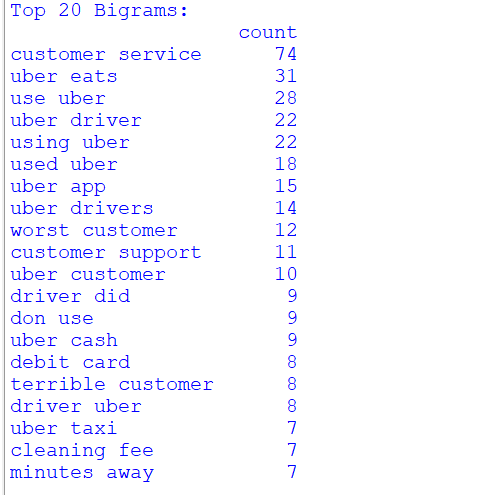 Top 20 Bigrams:
count
customer service 74
uber eats 31
use uber 28
uber driver 22
using uber 22
used uber 18
uber app 15
uber drivers 14
worst customer 12
customer support 11
uber customer 10
driver did 9
don use 9
uber cash 9
debit card 8
terrible customer 8
driver uber 8
uber taxi 7
cleaning fee 7
minutes away 7